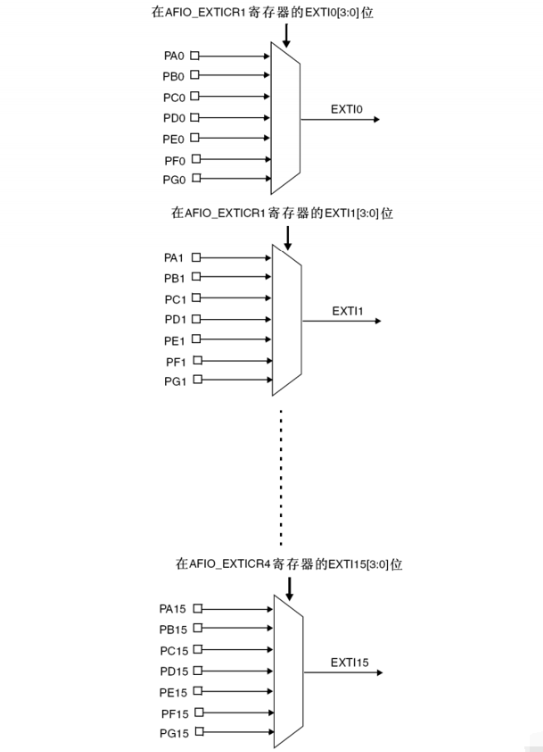 在AFIO_EXTICR1寄存器的EXTI0[3:0]位
PA0
PB0
PC0
PD0
PE0
PF0
PG0
EXTI0
在AFIO_EXTICR1寄存器的EXTI1[3:0]位
PA1
PB1
PC1
PD1
PE1
PF1
PG1
EXTI1
在AFIO_EXTICR4寄存器的EXTI15[3:0]位
PA15
PB15
PC15
PD15
PE15
PF15
PG15
EXTI15